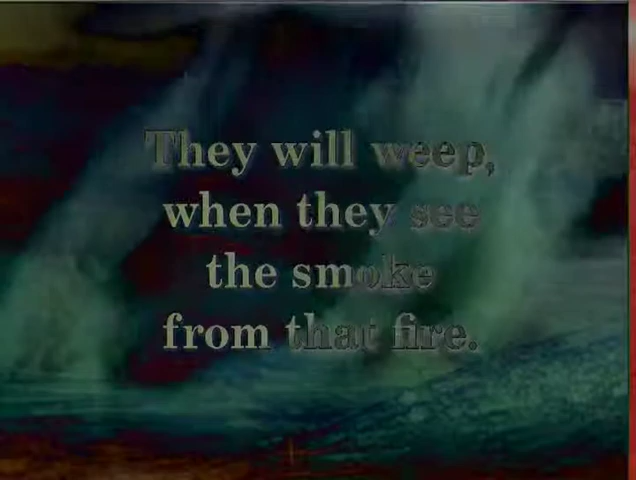 They will weep,
when they see
the smoke
from that fire.